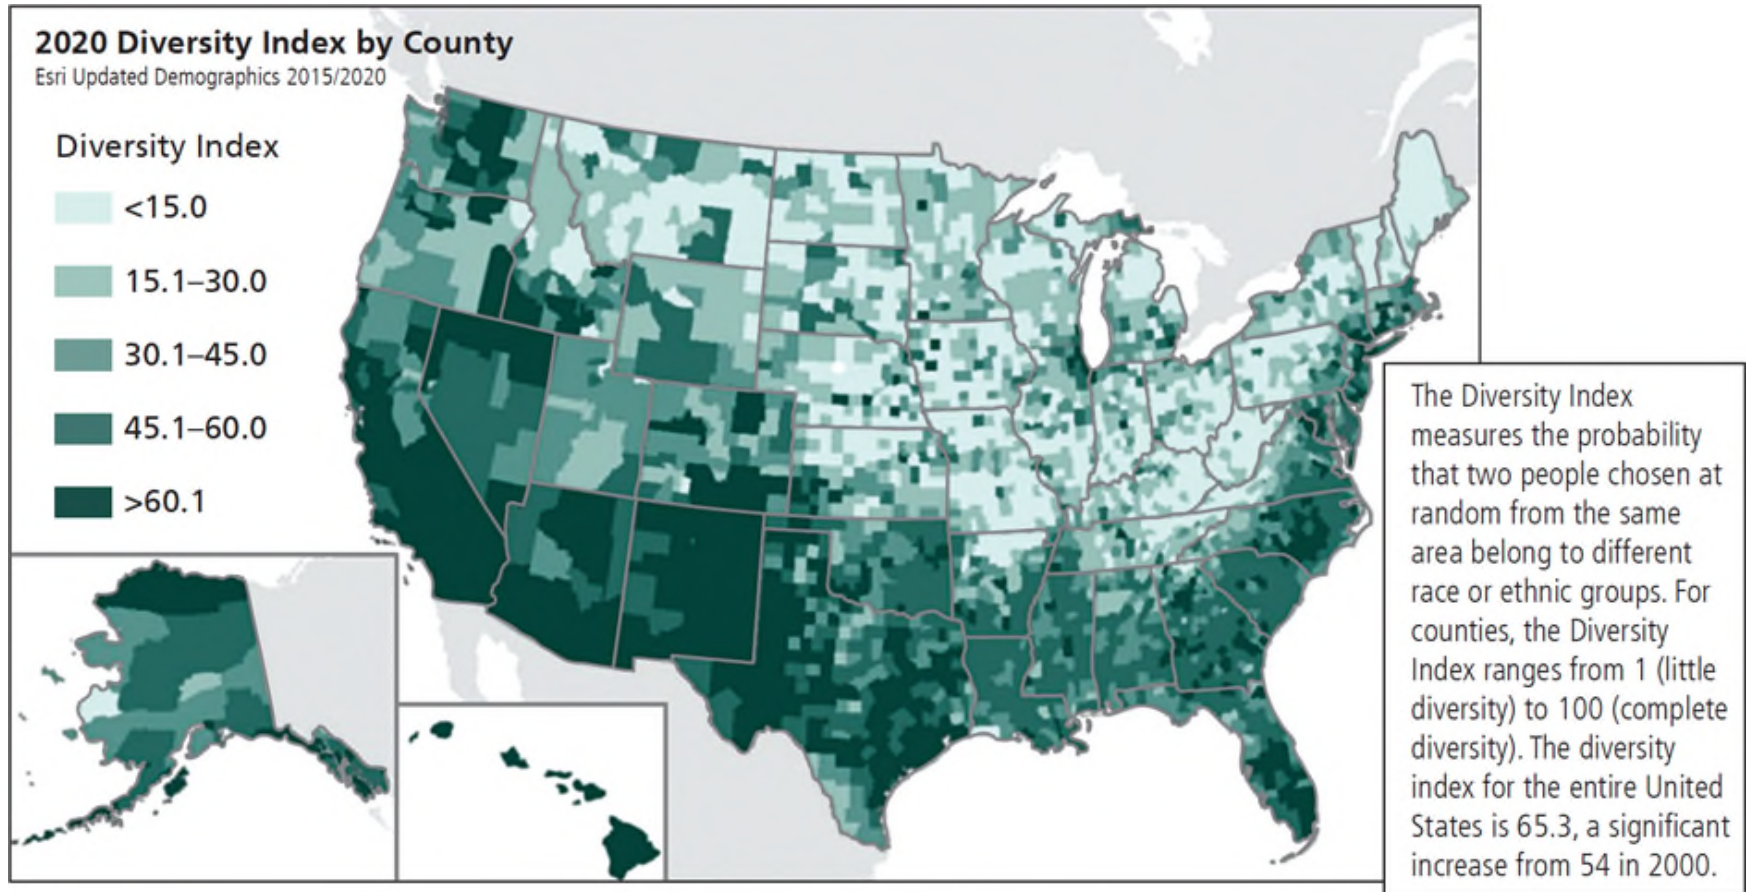 2020 Diversity Index by County
Esri Updated Demographics 2015/2020
Diversity Index
<15.0
15.1–30.0
30.1–45.0
45.1–60.0
>60.1
The Diversity Index
measures the probability
that two people chosen at
random from the same
area belong to different
race or ethnic groups. For
counties, the Diversity
Index ranges from 1 (little
diversity) to 100 (complete
diversity). The diversity
index for the entire United
States is 65.3, a significant
increase from 54 in 2000.